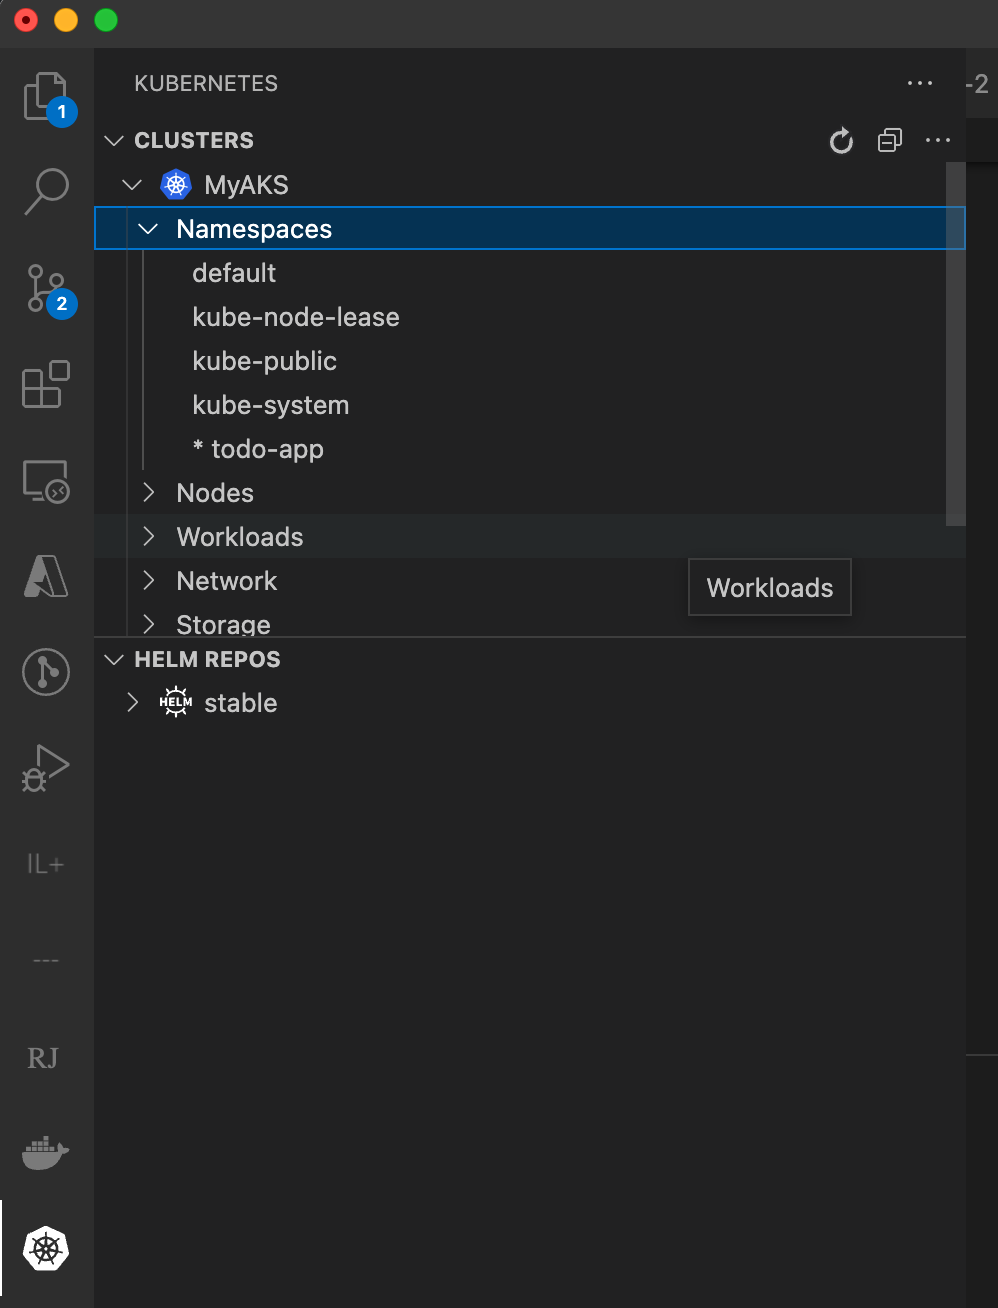 KUBERNETES
-2
CLUSTERS
MyAKS
Namespaces
default
kube-node-lease
kube-public
kube-system
* todo-app
Nodes
Workloads
Network
Workloads
Storage
HELM REPOS
HELM stable
1
2
IL+
---
RJ